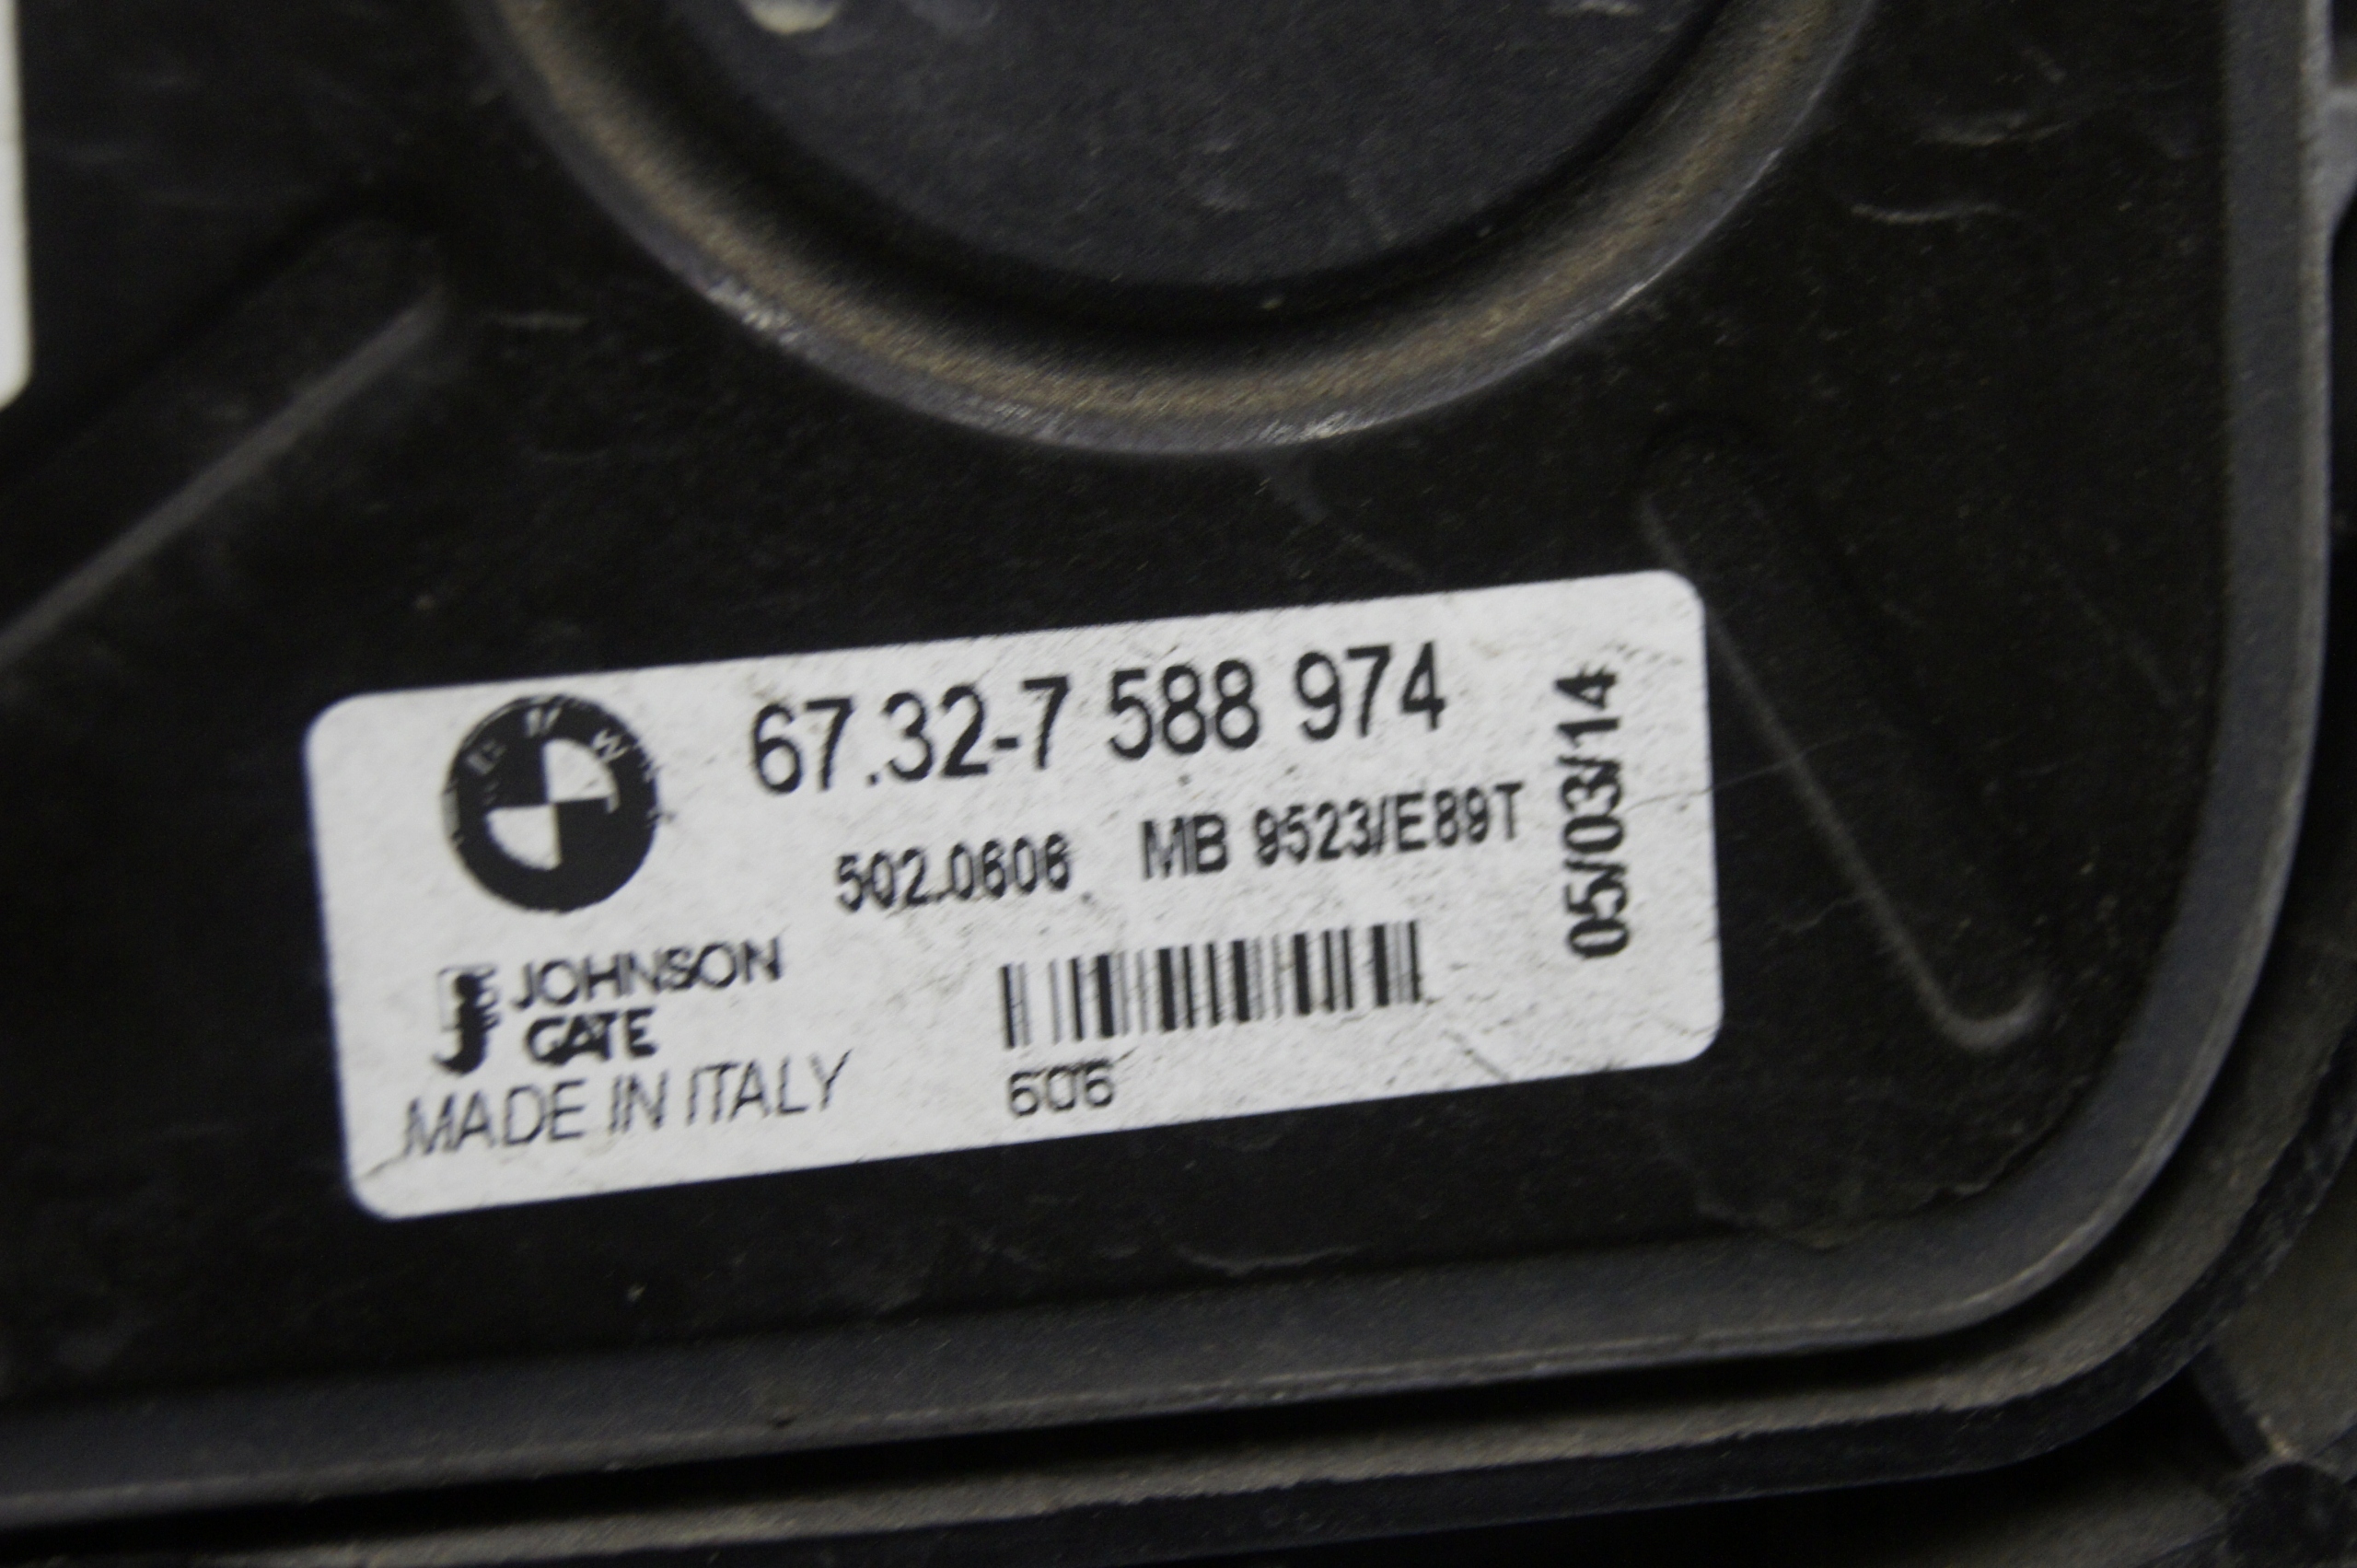 BMW
67.32-7 588 974
502.0606 MB 9523/E89T
05/03/14
JOHNSON
GATE
MADE IN ITALY
606